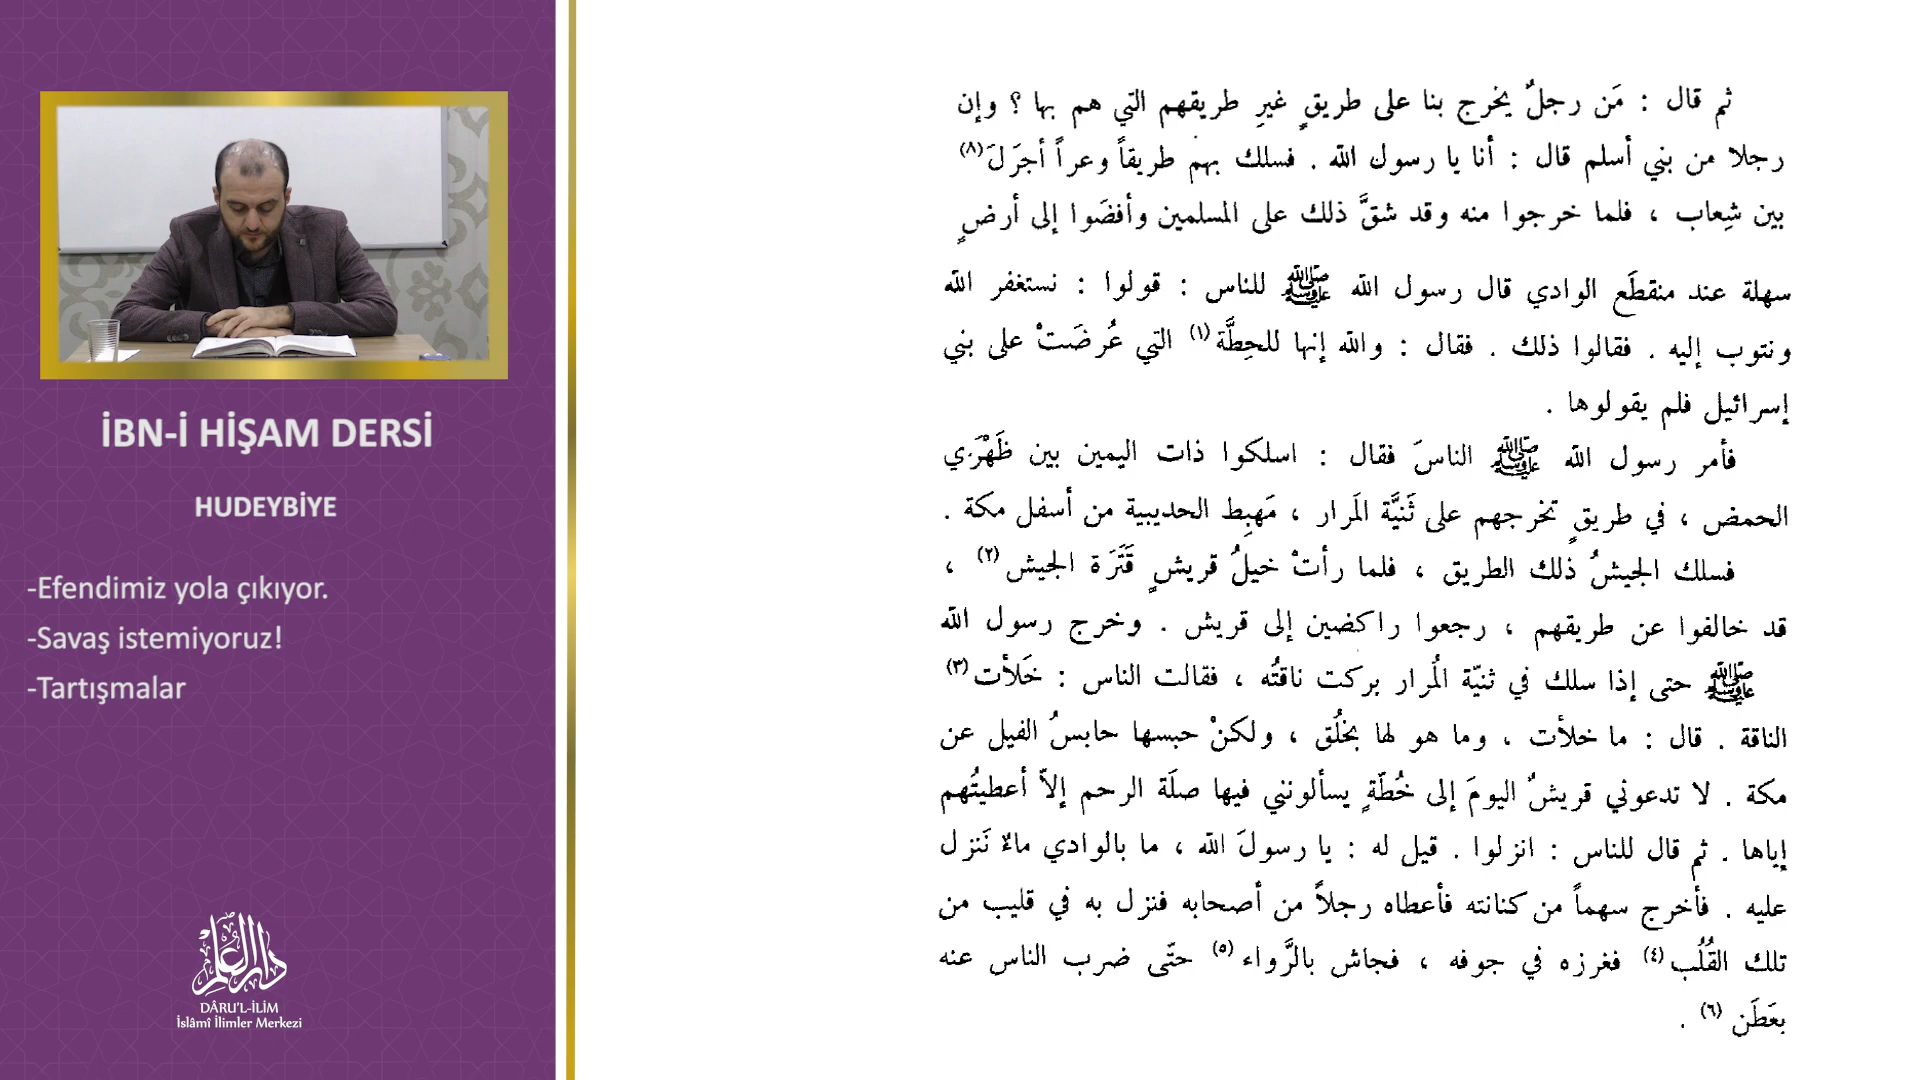 İBN-İ HİŞAM DERSİ
HUDEYBİYE
-Efendimiz yola çıkıyor.
-Savaş istemiyoruz!
-Tartışmalar
دار العلم
DÂRU'L-İLİM
İslâmî İlimler Merkezi
ثم قال : مَن رجلٌ يخرج بنا على طريقٍ غيرِ طريقهم التي هم بها ؟ وإن
رجلا من بني أسلم قال : أنا يا رسول الله . فسلك بهم طريقاً وعراً أجرَلَ (٨)
بين شِعاب ، فلما خرجوا منه وقد شقَّ ذلك على المسلمين وأفضَوا إلى أرضٍ
سهلة عند منقطَع الوادي قال رسول الله ﷺ للناس : قولوا : نستغفر الله
ونتوب إليه . فقالوا ذلك . فقال : والله إنها للحِطَّة (١) التي عُرضَتْ على بني
إسرائيل فلم يقولوها .
فأمر رسول الله ﷺ الناسَ فقال : اسلكوا ذات اليمين بين ظَهْرَي
الحمض ، في طريقٍ تخرجهم على ثَنيَّة المَرار ، مَهبِط الحديبية من أسفل مكة .
فسلك الجيشُ ذلك الطريق ، فلما رأتْ خيلُ قريشٍ قَتَرَة الجيش (٢) ،
قد خالفوا عن طريقهم ، رجعوا راكضين إلى قريش . وخرج رسول الله
ﷺ حتى إذا سلك في ثنيّة المُرار بركت ناقتُه ، فقالت الناس : خَلأت (٣)
الناقة . قال : ما خلأت ، وما هو لها بخلُق ، ولكنْ حبسها حابسُ الفيل عن
مكة . لا تدعوني قريشٌ اليومَ إلى خُطّةٍ يسألونني فيها صلَة الرحم إلاّ أعطيتُهم
إياها . ثم قال للناس : انزلوا . قيل له : يا رسولَ الله ، ما بالوادي ماءٌ نَنزل
عليه . فأخرج سهماً من كنانته فأعطاه رجلاً من أصحابه فنزل به في قليب من
تلك القُلُب (٤) فغرزه في جوفه ، فجاش بالرَّواء (٥) حتّى ضرب الناس عنه
بعَطَن (٦) .